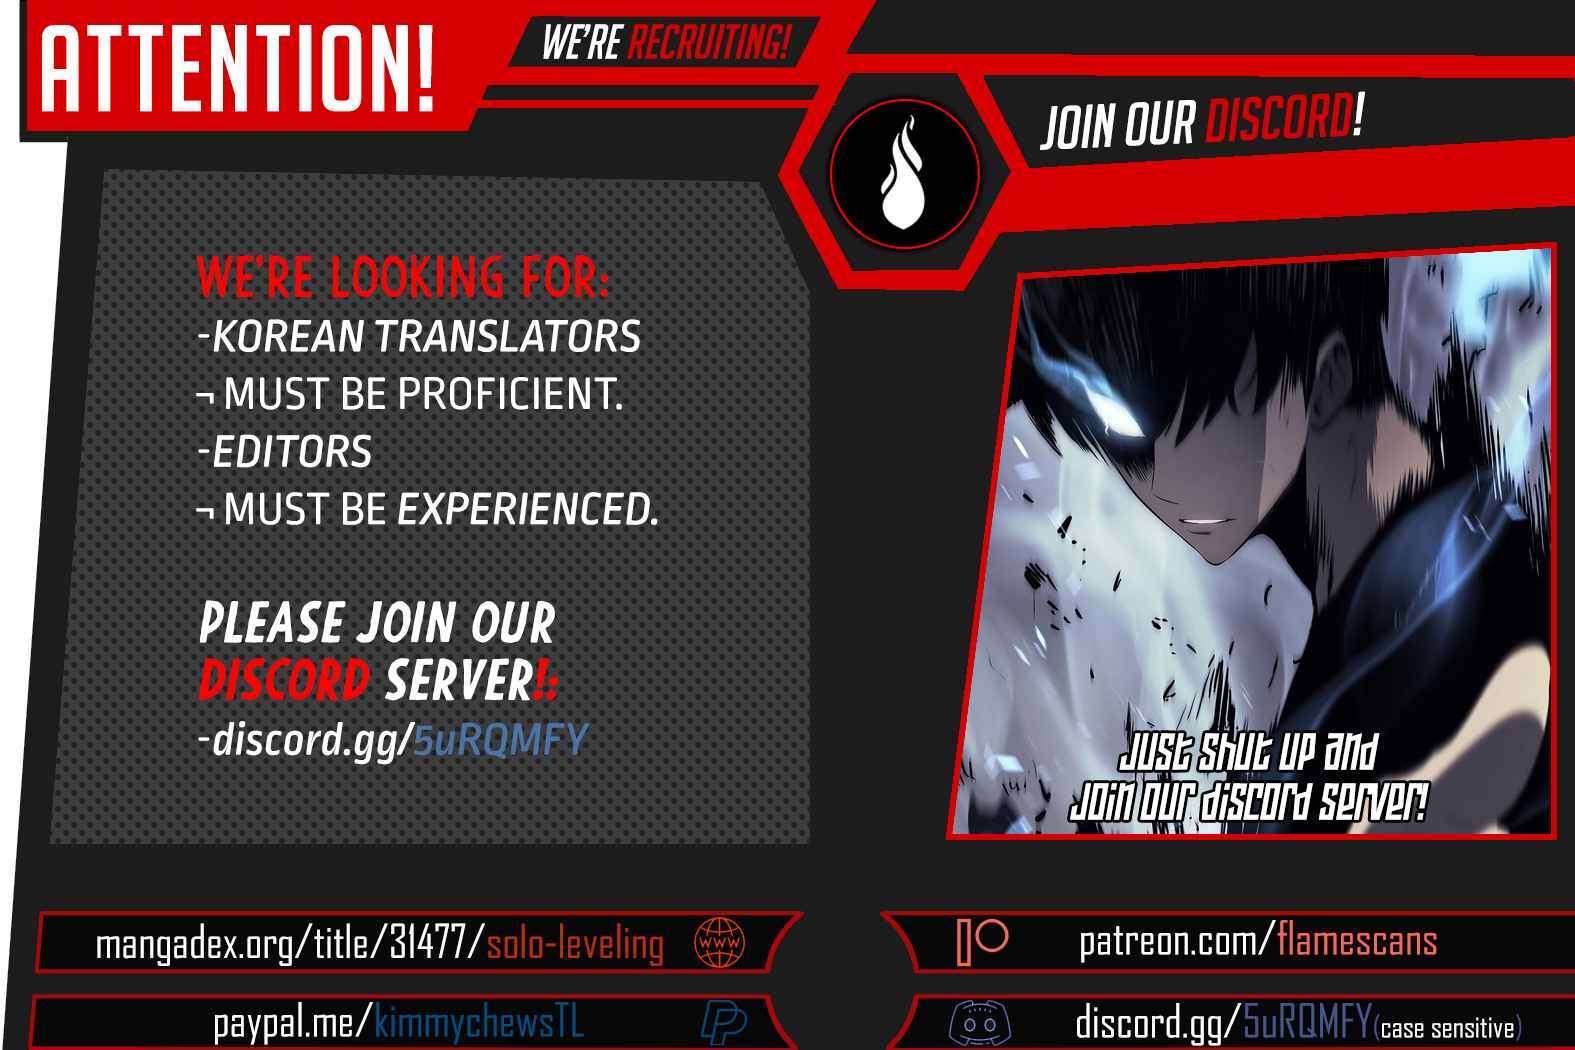 ATTENTION!
WE'RE RECRUITING!
JOIN OUR DISCORD!
WE'RE LOOKING FOR:
-KOREAN TRANSLATORS
¬ MUST BE PROFICIENT.
-EDITORS
¬ MUST BE EXPERIENCED.
PLEASE JOIN OUR
DISCORD SERVER!:
-discord.gg/5uRQMFY
JUST SHUT UP AND
JOIN OUR DISCORD SERVER!
mangadex.org/title/31477/solo-leveling
WWW
patreon.com/flamescans
paypal.me/kimmychewsTL
discord.gg/5uRQMFY(case sensitive)